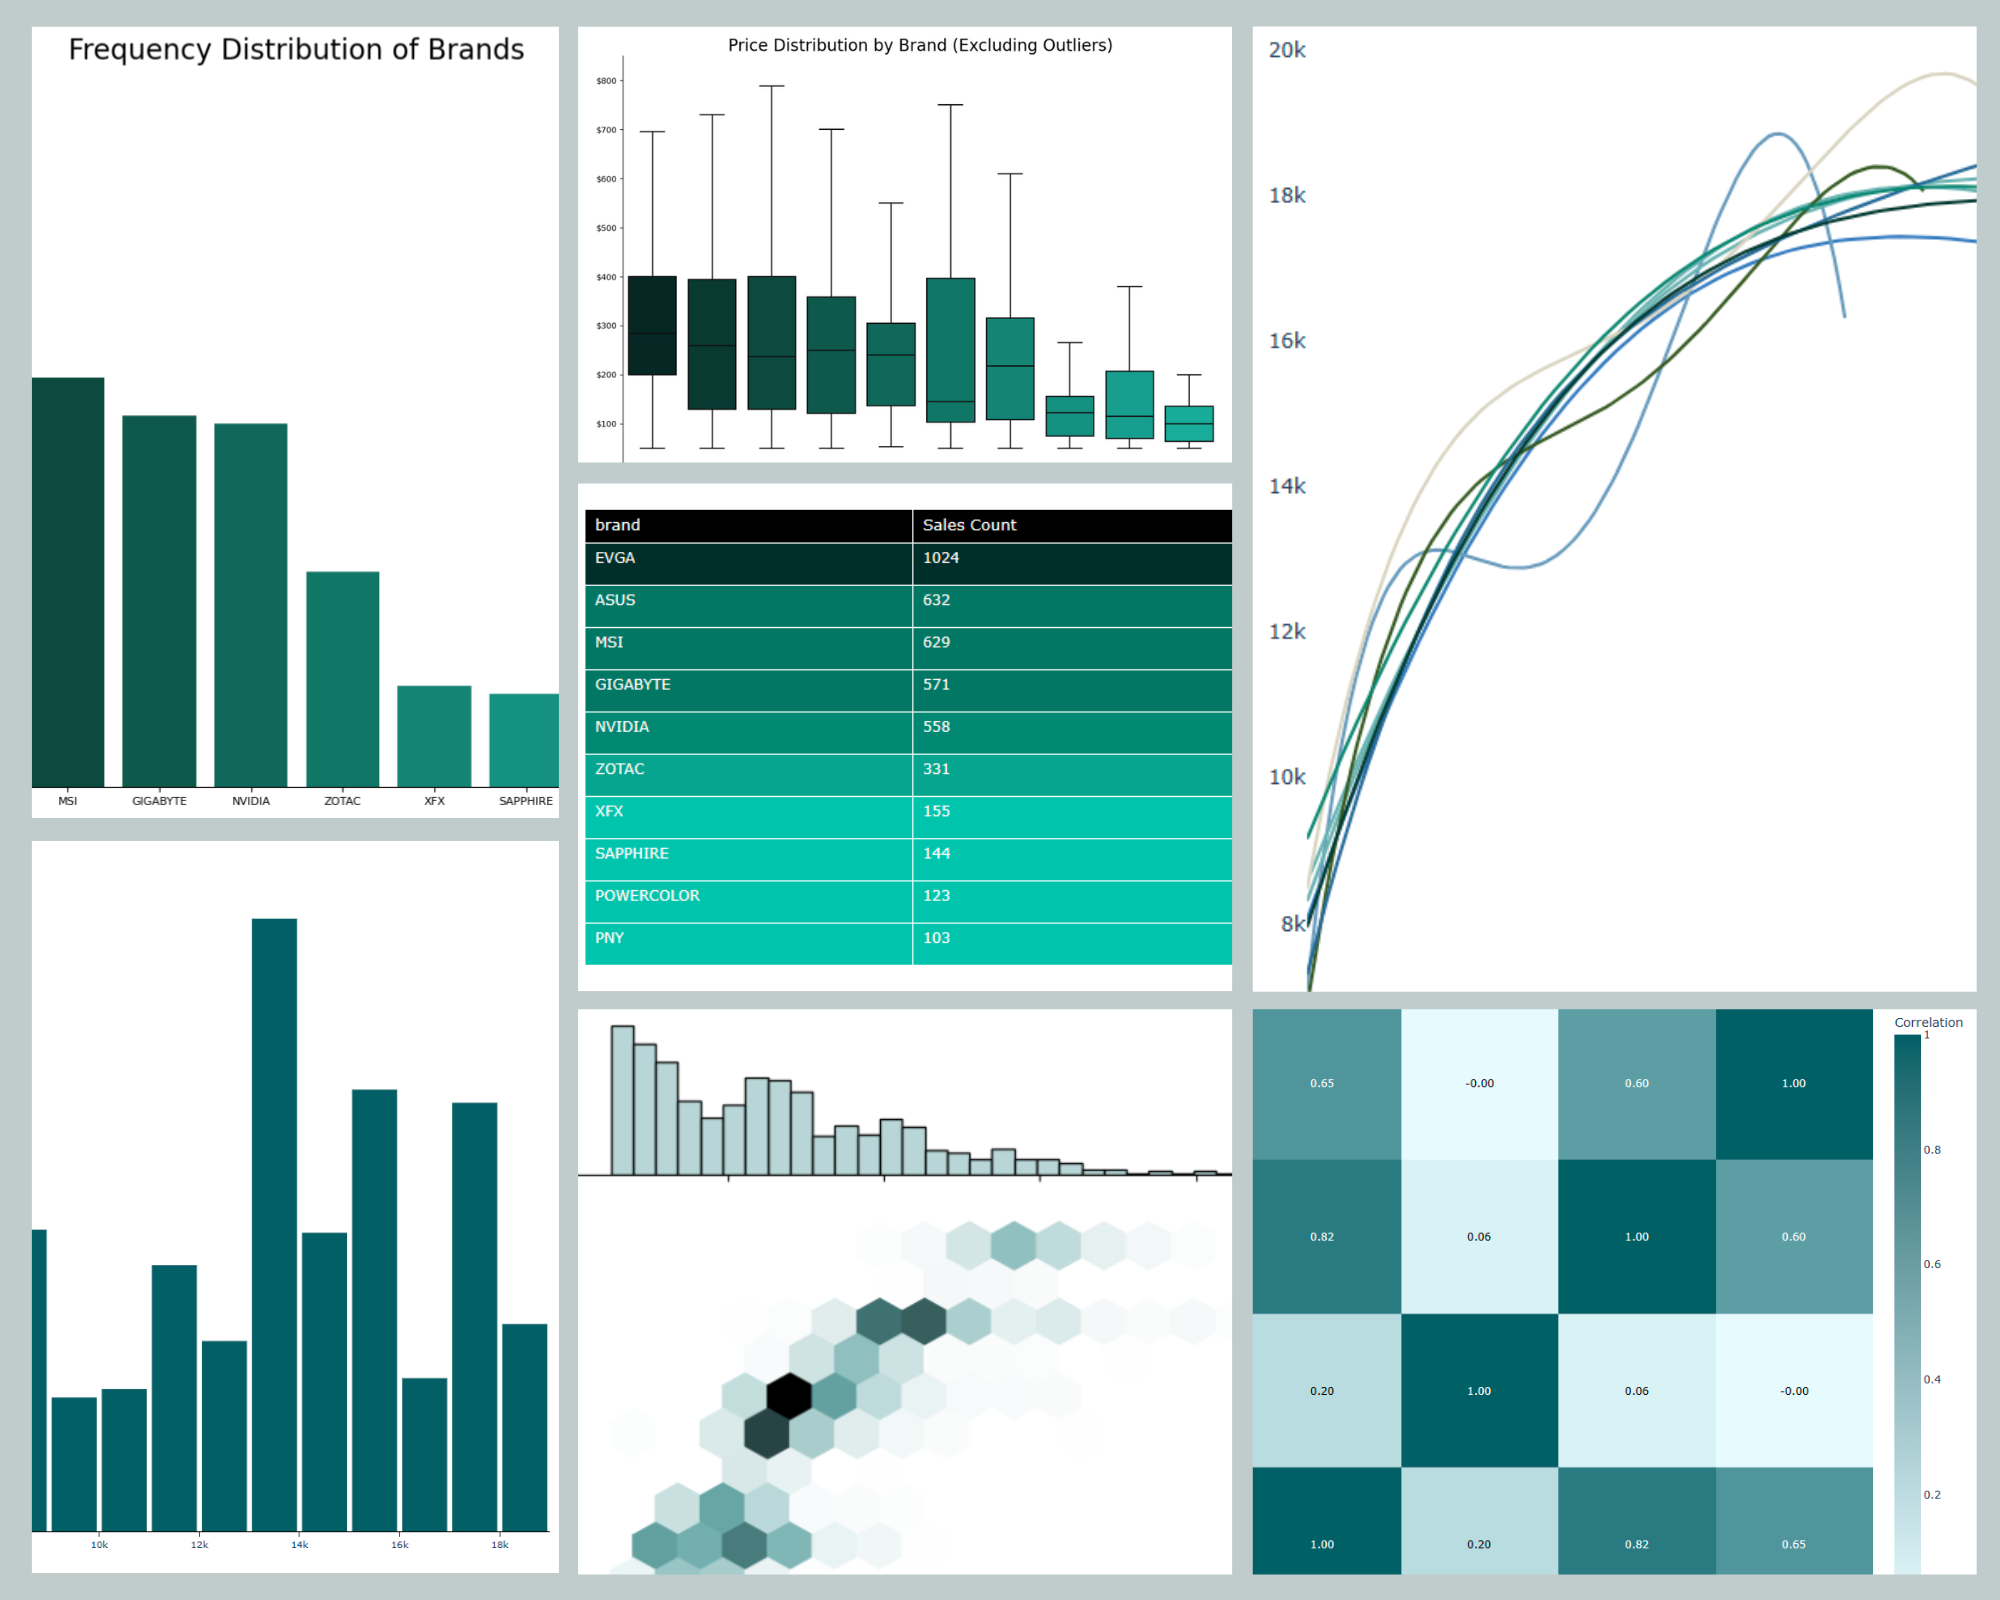 Frequency Distribution of Brands
MSI GIGABYTE NVIDIA ZOTAC XFX SAPPHIRE
Price Distribution by Brand (Excluding Outliers)
$800
$700
$600
$500
$400
$300
$200
$100
20k
18k
16k
14k
12k
10k
8k
brand Sales Count
EVGA 1024
ASUS 632
MSI 629
GIGABYTE 571
NVIDIA 558
ZOTAC 331
XFX 155
SAPPHIRE 144
POWERCOLOR 123
PNY 103
10k 12k 14k 16k 18k
Correlation
1
0.8
0.6
0.4
0.2
0.65 -0.00 0.60 1.00
0.82 0.06 1.00 0.60
0.20 1.00 0.06 -0.00
1.00 0.20 0.82 0.65